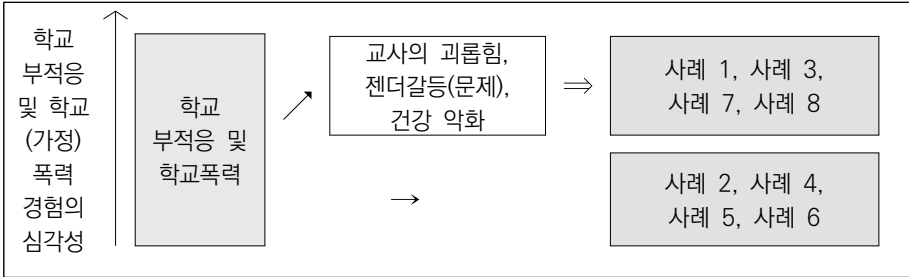 학교
부적응
및 학교
(가정)
폭력
경험의
심각성
학교
부적응 및
학교폭력
교사의 괴롭힘,
젠더갈등(문제),
건강 악화
사례 1, 사례 3,
사례 7, 사례 8
사례 2, 사례 4,
사례 5, 사례 6